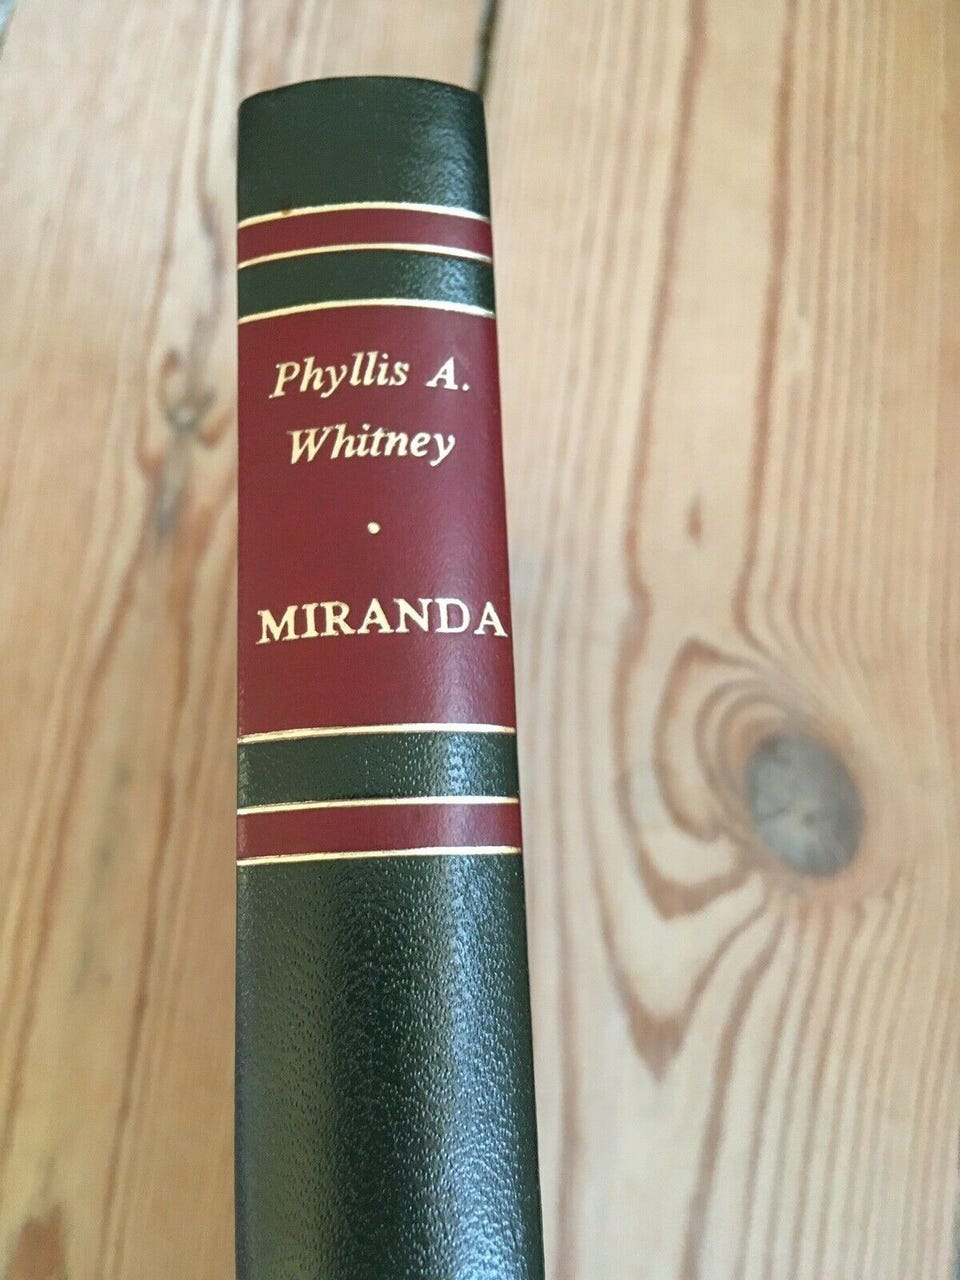 Phyllis A.
Whitney
•
MIRANDA